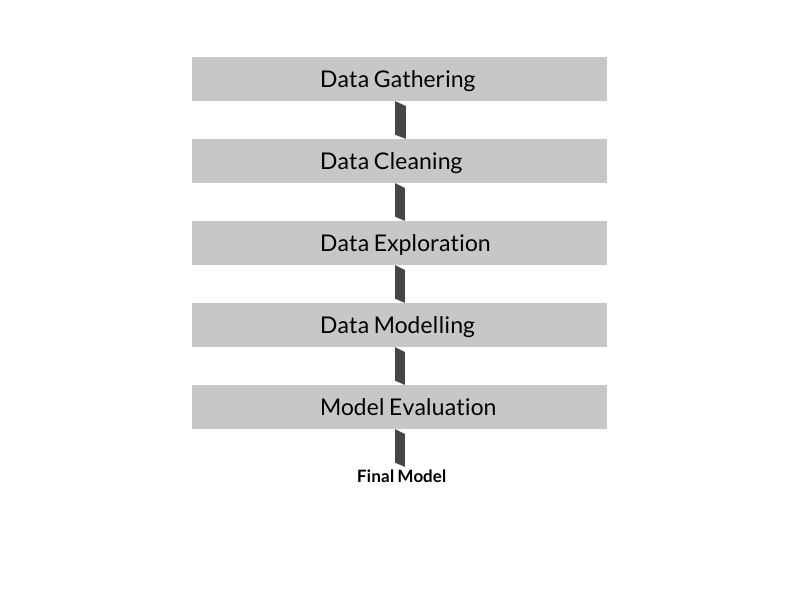 Data Gathering
Data Cleaning
Data Exploration
Data Modelling
Model Evaluation
Final Model